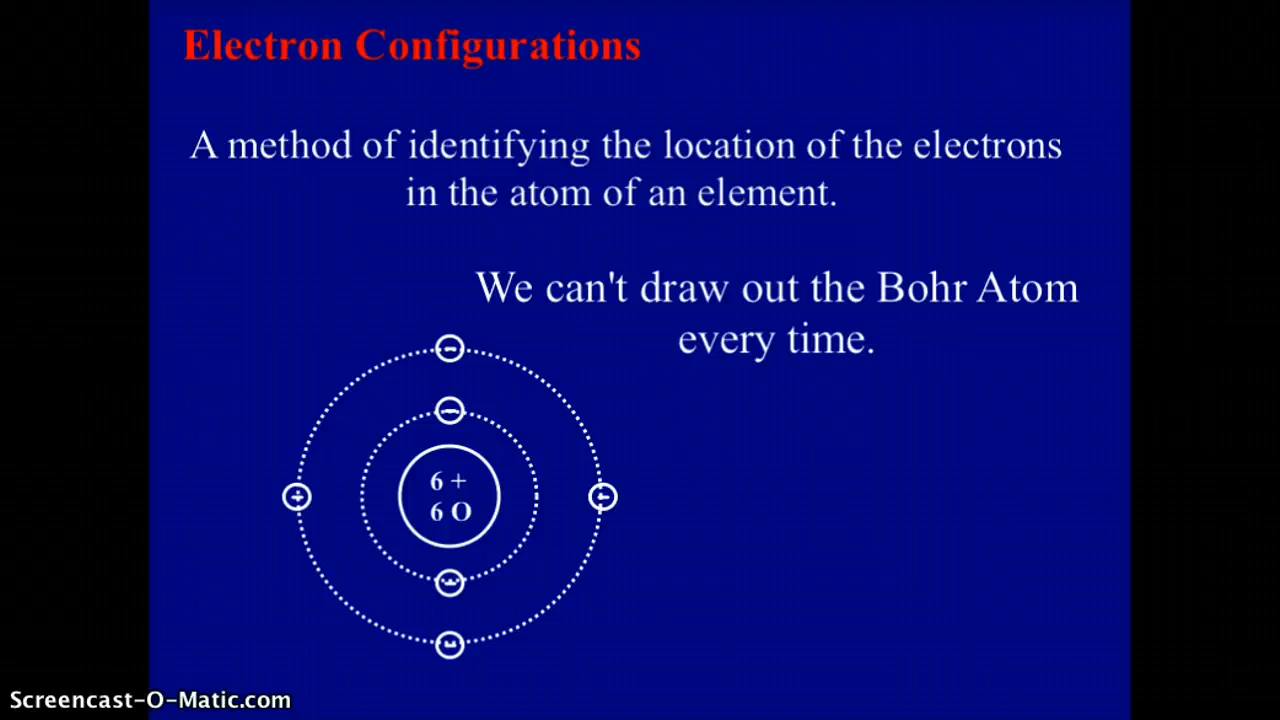 Electron Configurations
A method of identifying the location of the electrons
in the atom of an element.
We can't draw out the Bohr Atom
every time.
6 +
6 O
Screencast-O-Matic.com